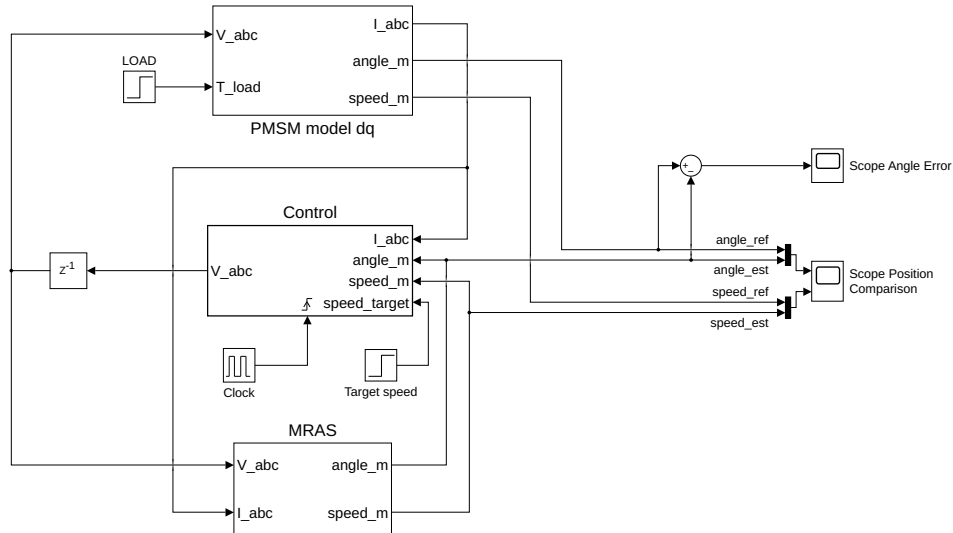 I_abc
V_abc
LOAD
angle_m
T_load
speed_m
PMSM model dq
Scope Angle Error
Control
I_abc
angle_ref
angle_m
z-1
V_abc
angle_est
Scope Position
Comparison
speed_m
speed_ref
speed_target
speed_est
Clock
Target speed
MRAS
V_abc
angle_m
I_abc
speed_m